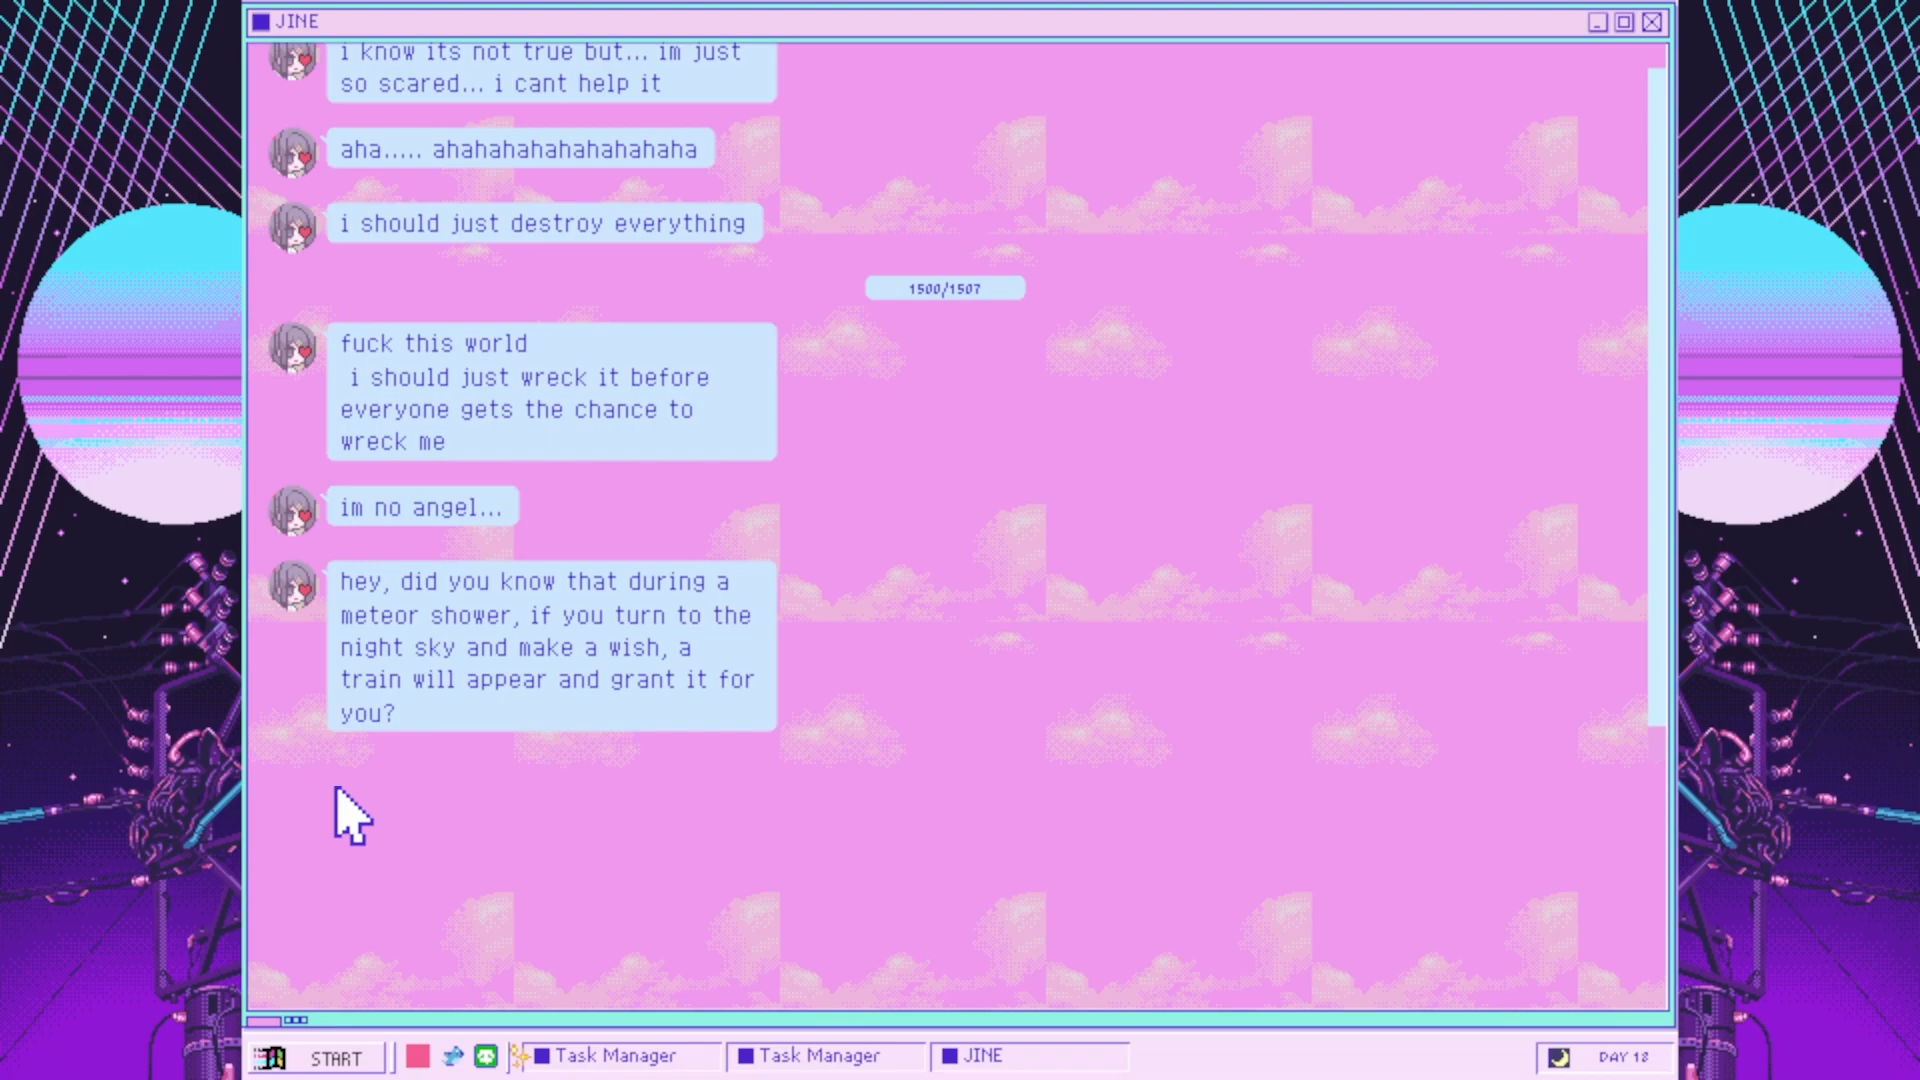 JINE
i know its not true but... im just
so scared... i cant help it
aha..... ahahahahahahahahaha
i should just destroy everything
1500/1507
fuck this world
i should just wreck it before
everyone gets the chance to
wreck me
im no angel...
hey, did you know that during a
meteor shower, if you turn to the
night sky and make a wish, a
train will appear and grant it for
you?
START
Task Manager
Task Manager
JINE
DAY 18